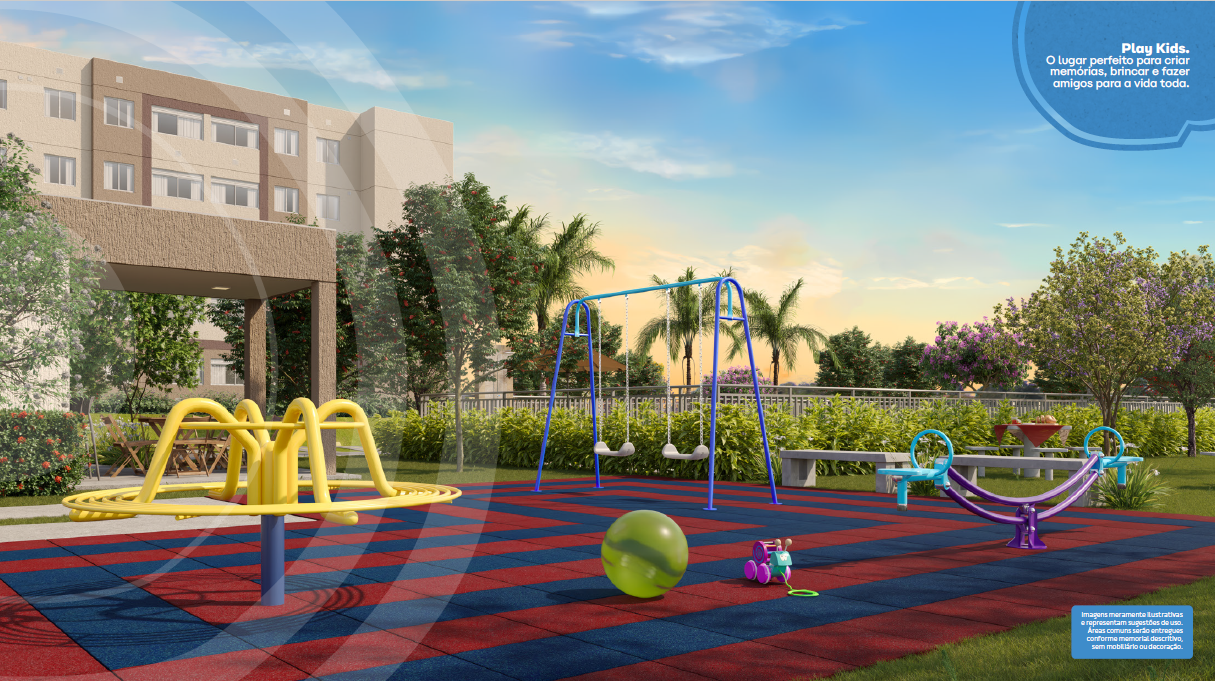 Play Kids.
O lugar perfeito para criar
memórias, brincar e fazer
amigos para a vida toda.
Imagens meramente ilustrativas
e representam sugestões de uso.
Áreas comuns serão entregues
conforme memorial descritivo,
sem mobiliário ou decoração.